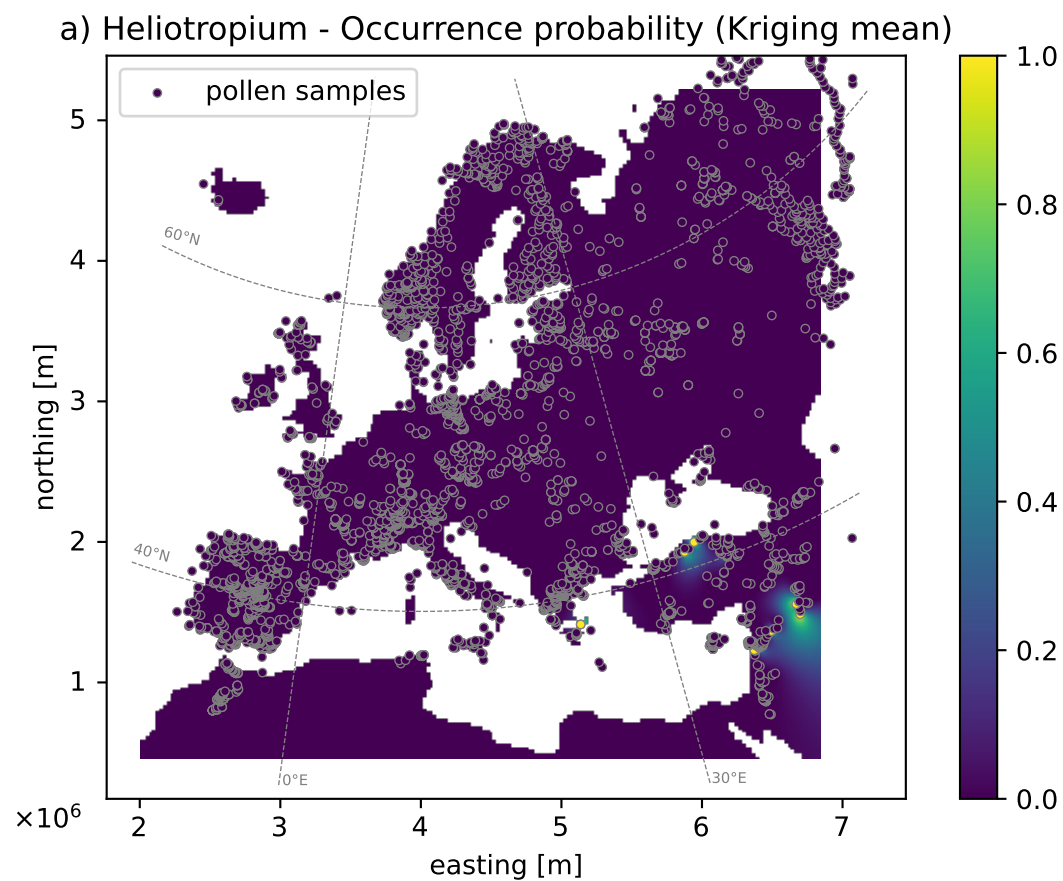 a) Heliotropium - Occurrence probability (Kriging mean)
pollen samples
1.0
0.8
0.6
0.4
0.2
0.0
northing [m]
5
4
3
2
1
60°N
40°N
0°E
30°E
×10⁶
2
3
4
5
6
7
easting [m]